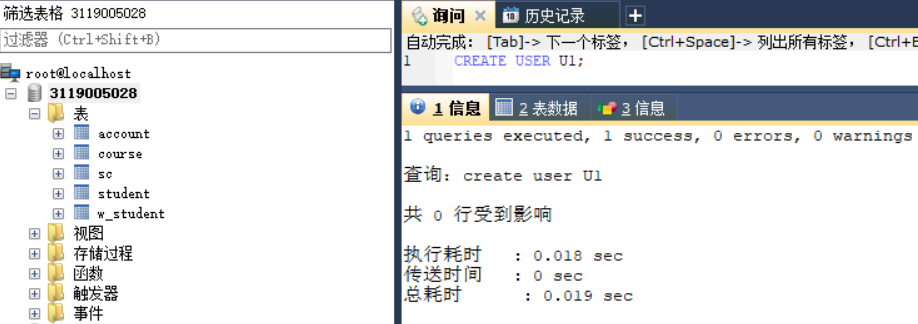 筛选表格 3119005028
过滤器 (Ctrl+Shift+B)
root@localhost
3119005028
表
account
course
sc
student
w_student
视图
存储过程
函数
触发器
事件
询问
历史记录
自动完成: [Tab]-> 下一个标签, [Ctrl+Space]-> 列出所有标签, [Ctrl+E
1 CREATE USER U1;
1 信息 2 表数据 3 信息
1 queries executed, 1 success, 0 errors, 0 warnings
查询: create user U1
共 0 行受到影响
执行耗时 : 0.018 sec
传送时间 : 0 sec
总耗时 : 0.019 sec